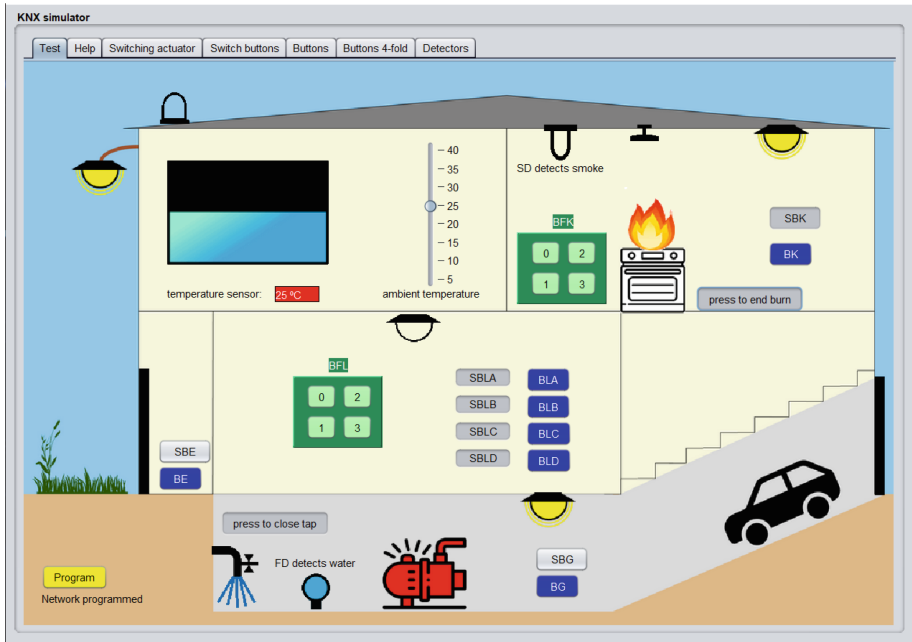 KNX simulator
Test Help Switching actuator Switch buttons Buttons Buttons 4-fold Detectors
40
35
30
25
20
15
10
5
temperature sensor: 25 ºC
ambient temperature
SD detects smoke
BFK
0 2
1 3
SBK
BK
press to end burn
BFL
0 2
1 3
SBLA BLA
SBLB BLB
SBLC BLC
SBLD BLD
SBE
BE
press to close tap
FD detects water
SBG
BG
Program
Network programmed